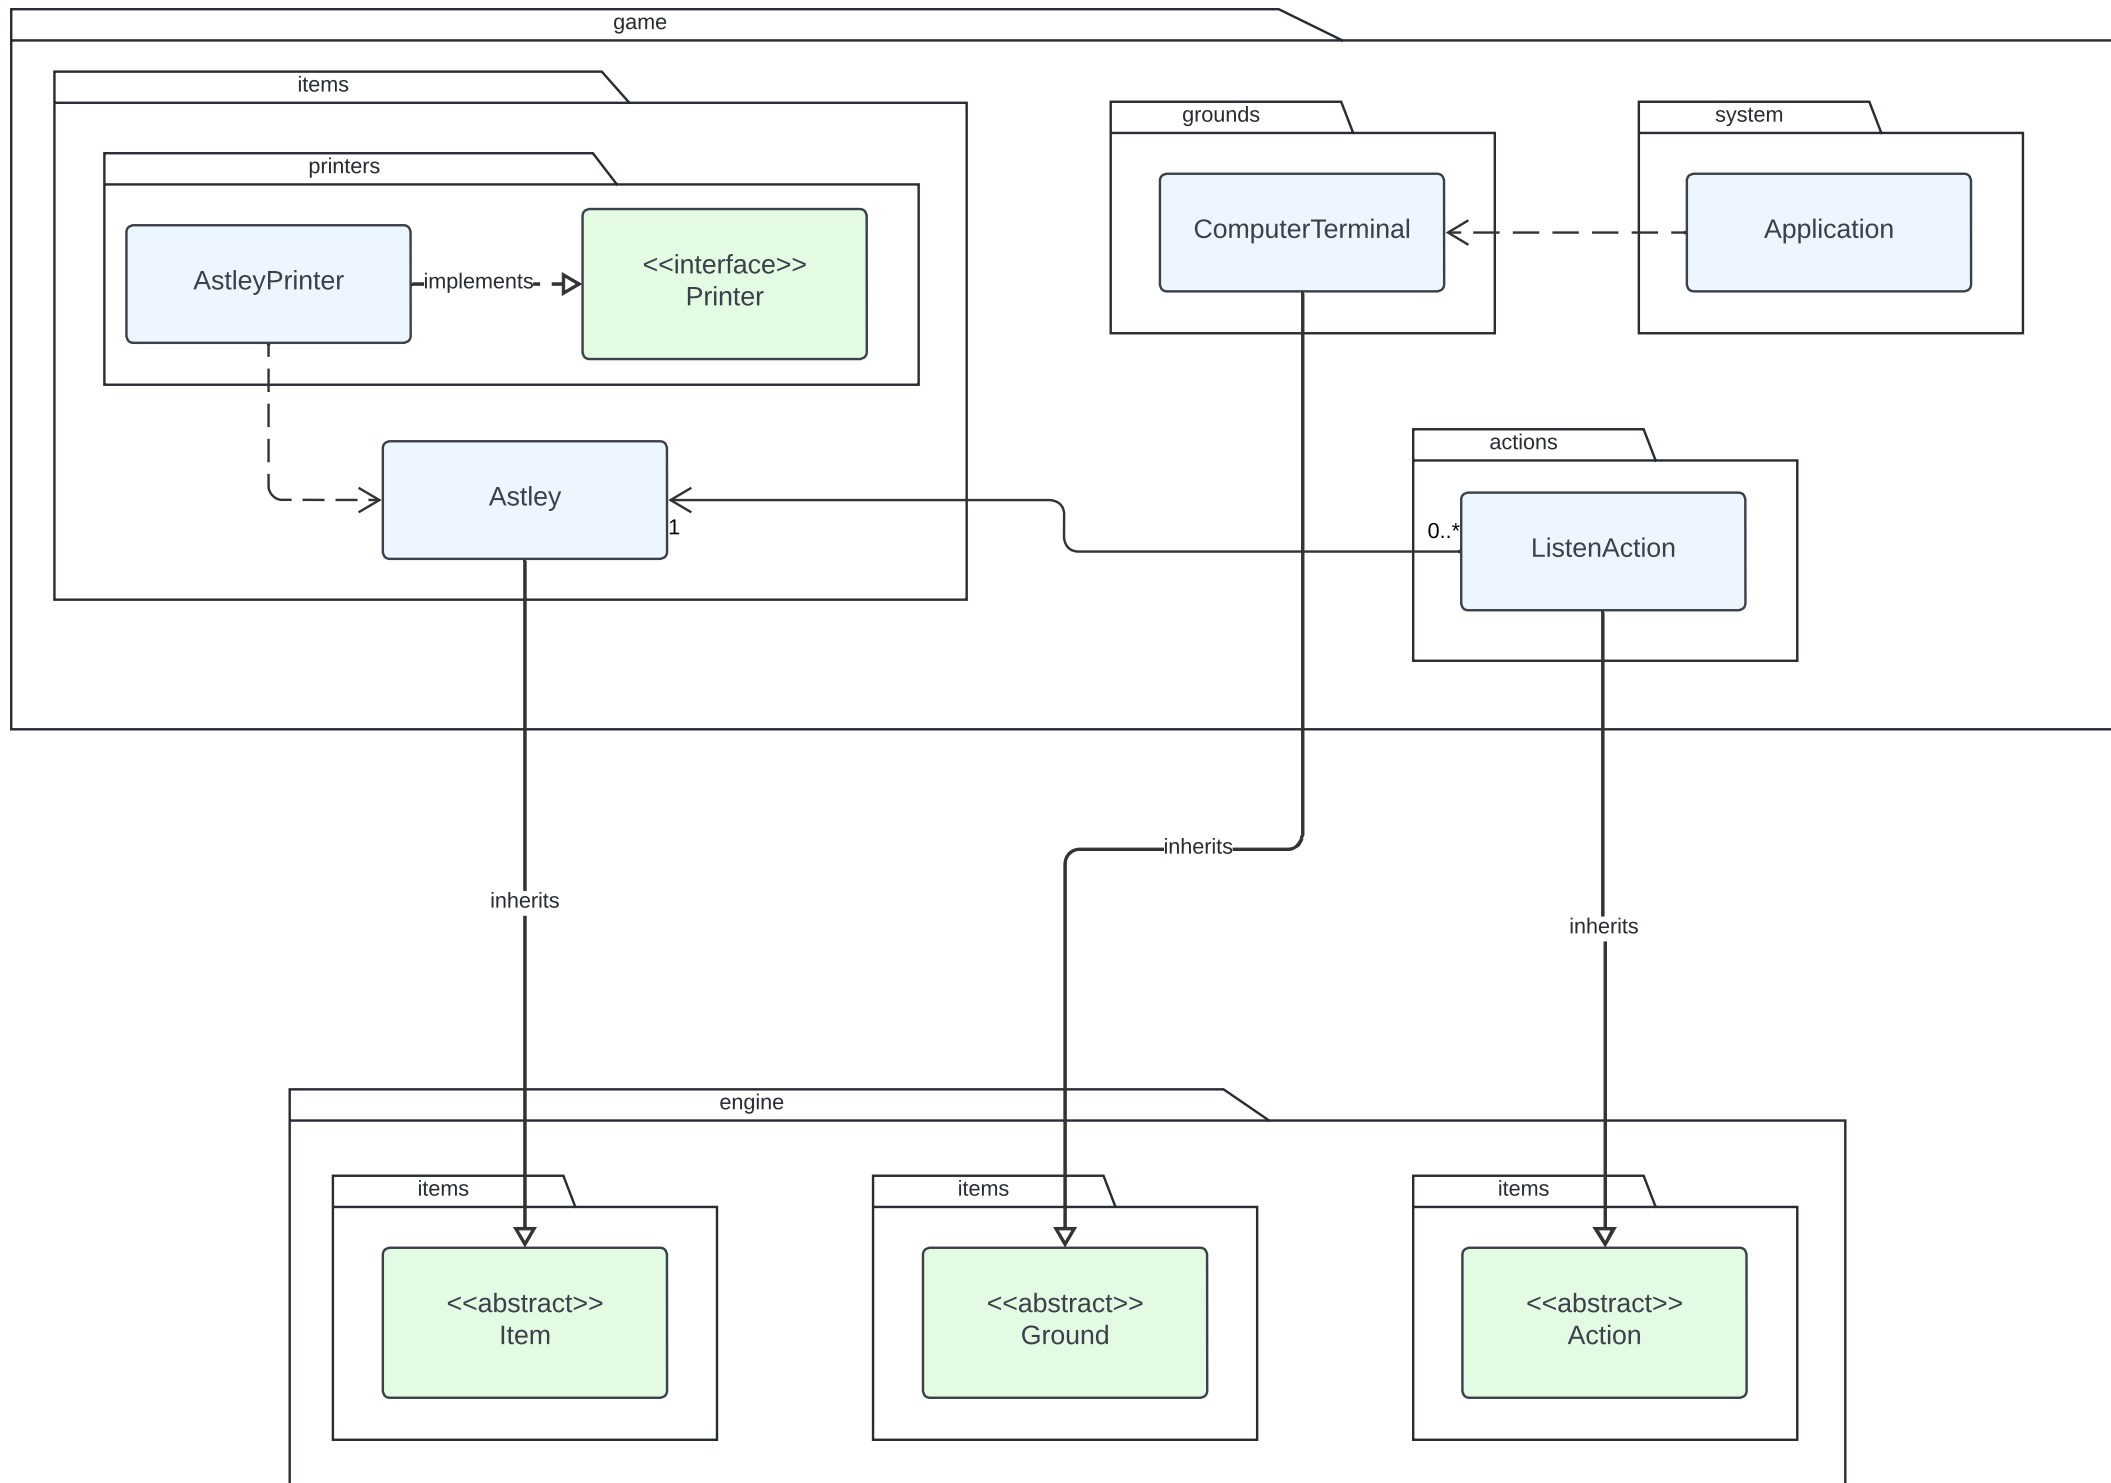 game
items
grounds
system
printers
ComputerTerminal
Application
AstleyPrinter
implements
<<interface>>
Printer
actions
Astley
1
0..*
ListenAction
inherits
inherits
inherits
engine
items
items
items
<<abstract>>
Item
<<abstract>>
Ground
<<abstract>>
Action